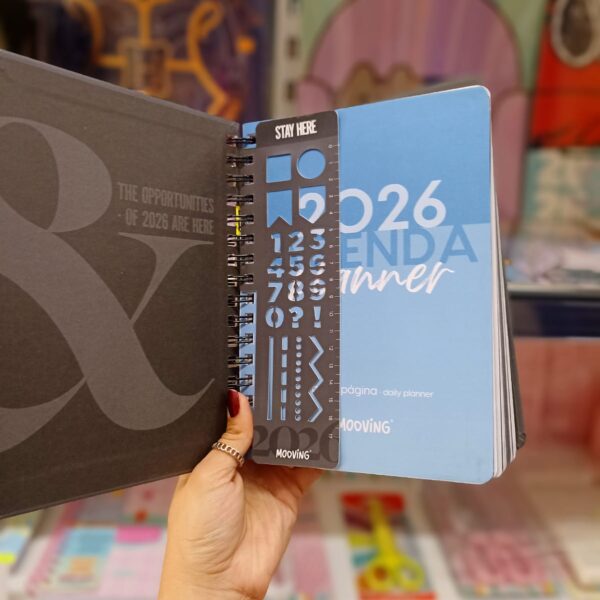 THE OPPORTUNITIES
OF 2026 ARE HERE
&
STAY HERE
1 2 3
4 5 6
7 8 9
0 ? !
2026
MOOVING®
2026
ENDA
anner
página · daily planner
MOOVING®